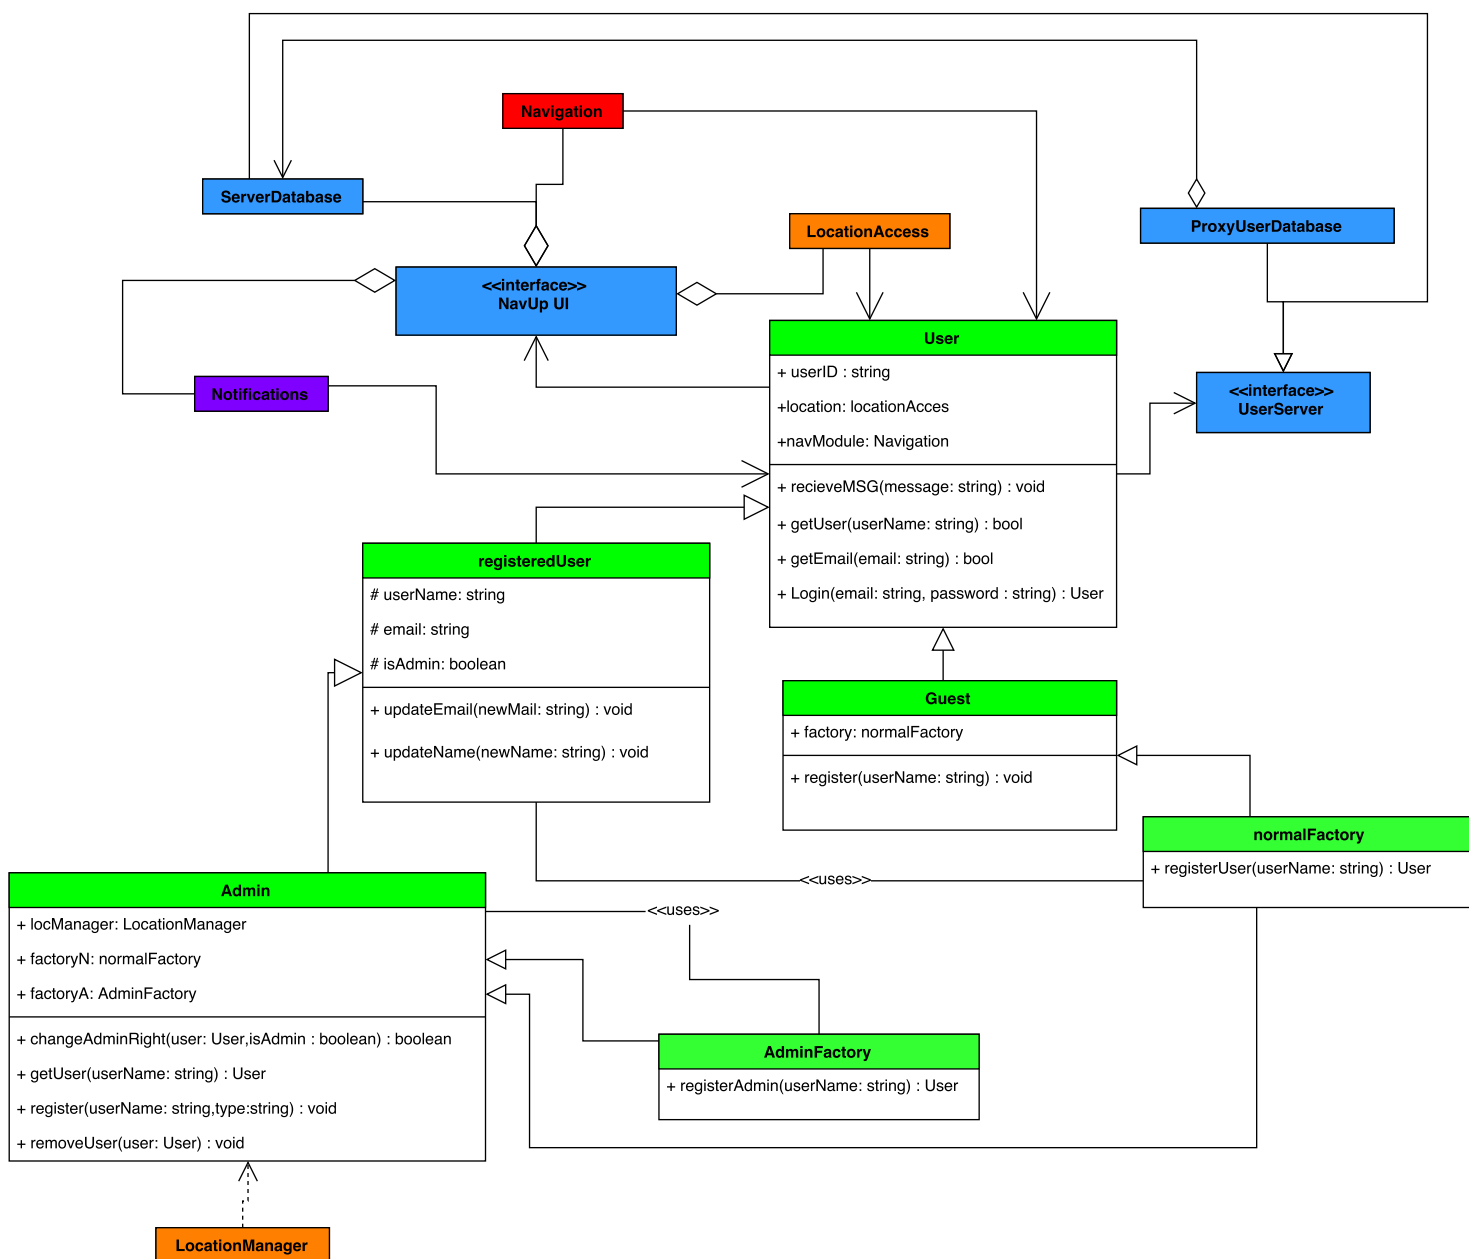 Navigation
ServerDatabase
LocationAccess
ProxyUserDatabase
<<interface>>
NavUp UI
User
+ userID : string
+location: locationAcces
+navModule: Navigation
+ recieveMSG(message: string) : void
+ getUser(userName: string) : bool
+ getEmail(email: string) : bool
+ Login(email: string, password : string) : User
<<interface>>
UserServer
Notifications
registeredUser
# userName: string
# email: string
# isAdmin: boolean
+ updateEmail(newMail: string) : void
+ updateName(newName: string) : void
Guest
+ factory: normalFactory
+ register(userName: string) : void
normalFactory
+ registerUser(userName: string) : User
<<uses>>
Admin
+ locManager: LocationManager
+ factoryN: normalFactory
+ factoryA: AdminFactory
+ changeAdminRight(user: User,isAdmin : boolean) : boolean
+ getUser(userName: string) : User
+ register(userName: string,type:string) : void
+ removeUser(user: User) : void
<<uses>>
AdminFactory
+ registerAdmin(userName: string) : User
LocationManager